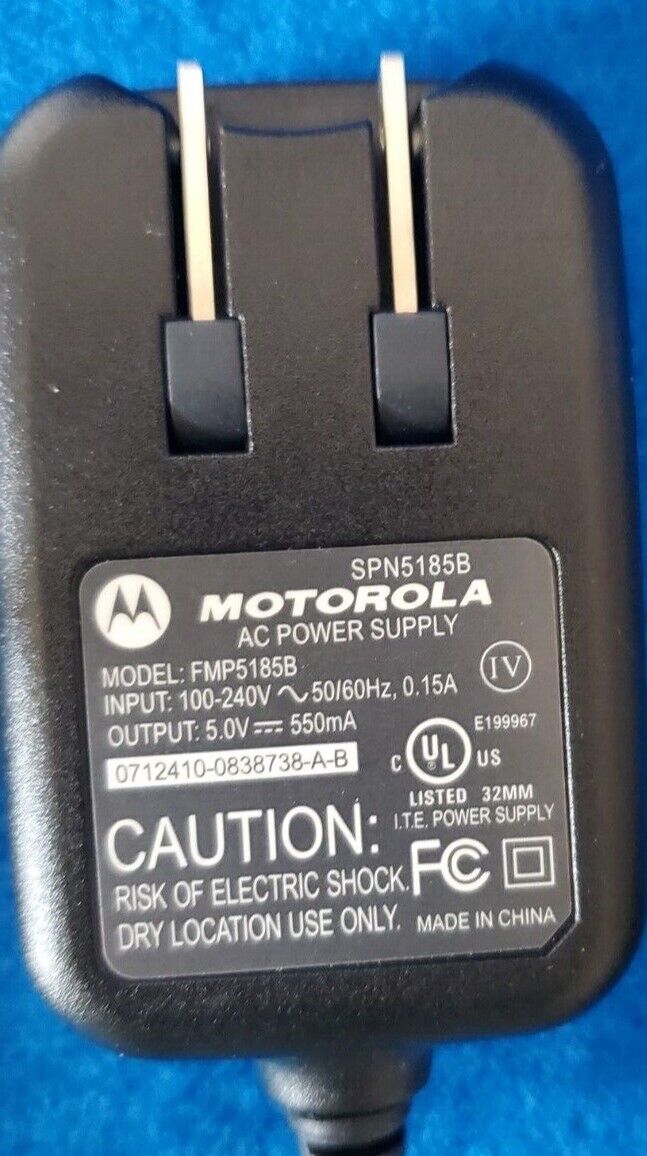 SPN5185B
MOTOROLA
AC POWER SUPPLY
MODEL: FMP5185B
IV
INPUT: 100-240V ~ 50/60Hz, 0.15A
OUTPUT: 5.0V ⎓ 550mA
E199967
0712410-0838738-A-B
C UL US
LISTED 32MM
I.T.E. POWER SUPPLY
CAUTION:
RISK OF ELECTRIC SHOCK.
FC
DRY LOCATION USE ONLY.
MADE IN CHINA